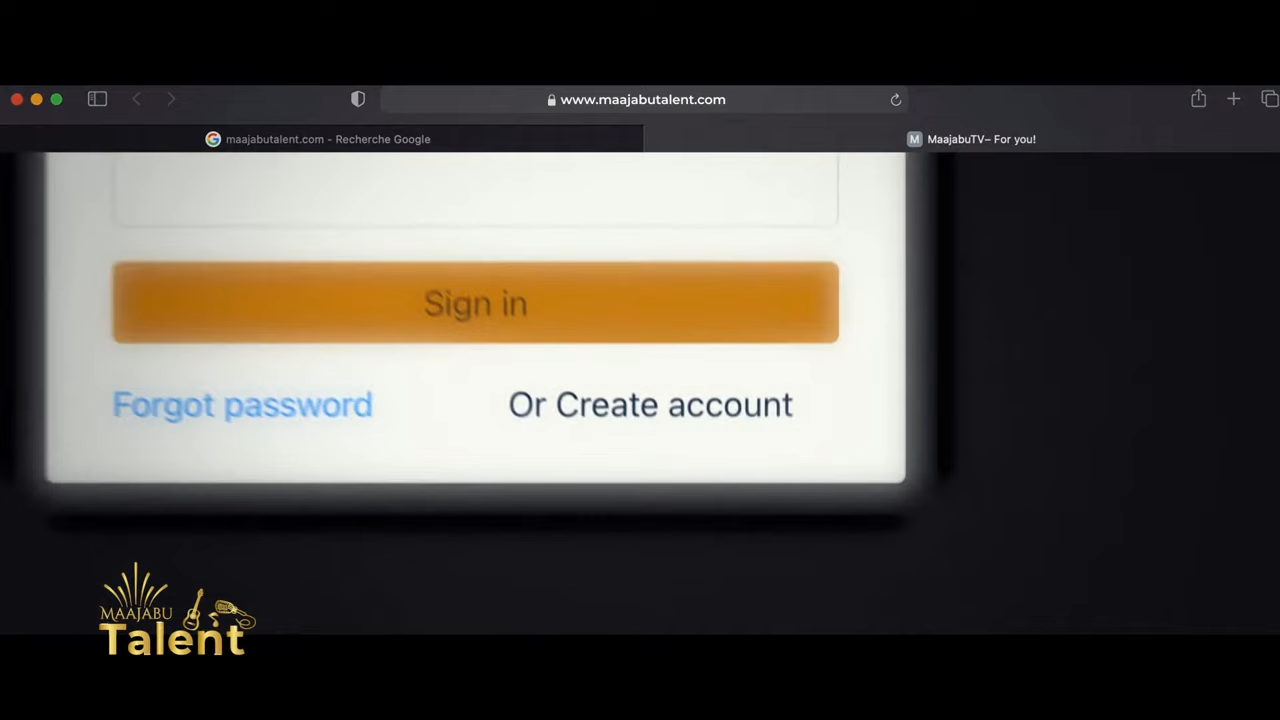 www.maajabutalent.com
maajabutalent.com - Recherche Google
M MaajabuTV– For you!
Sign in
Forgot password
Or Create account
MAAJABU
Talent